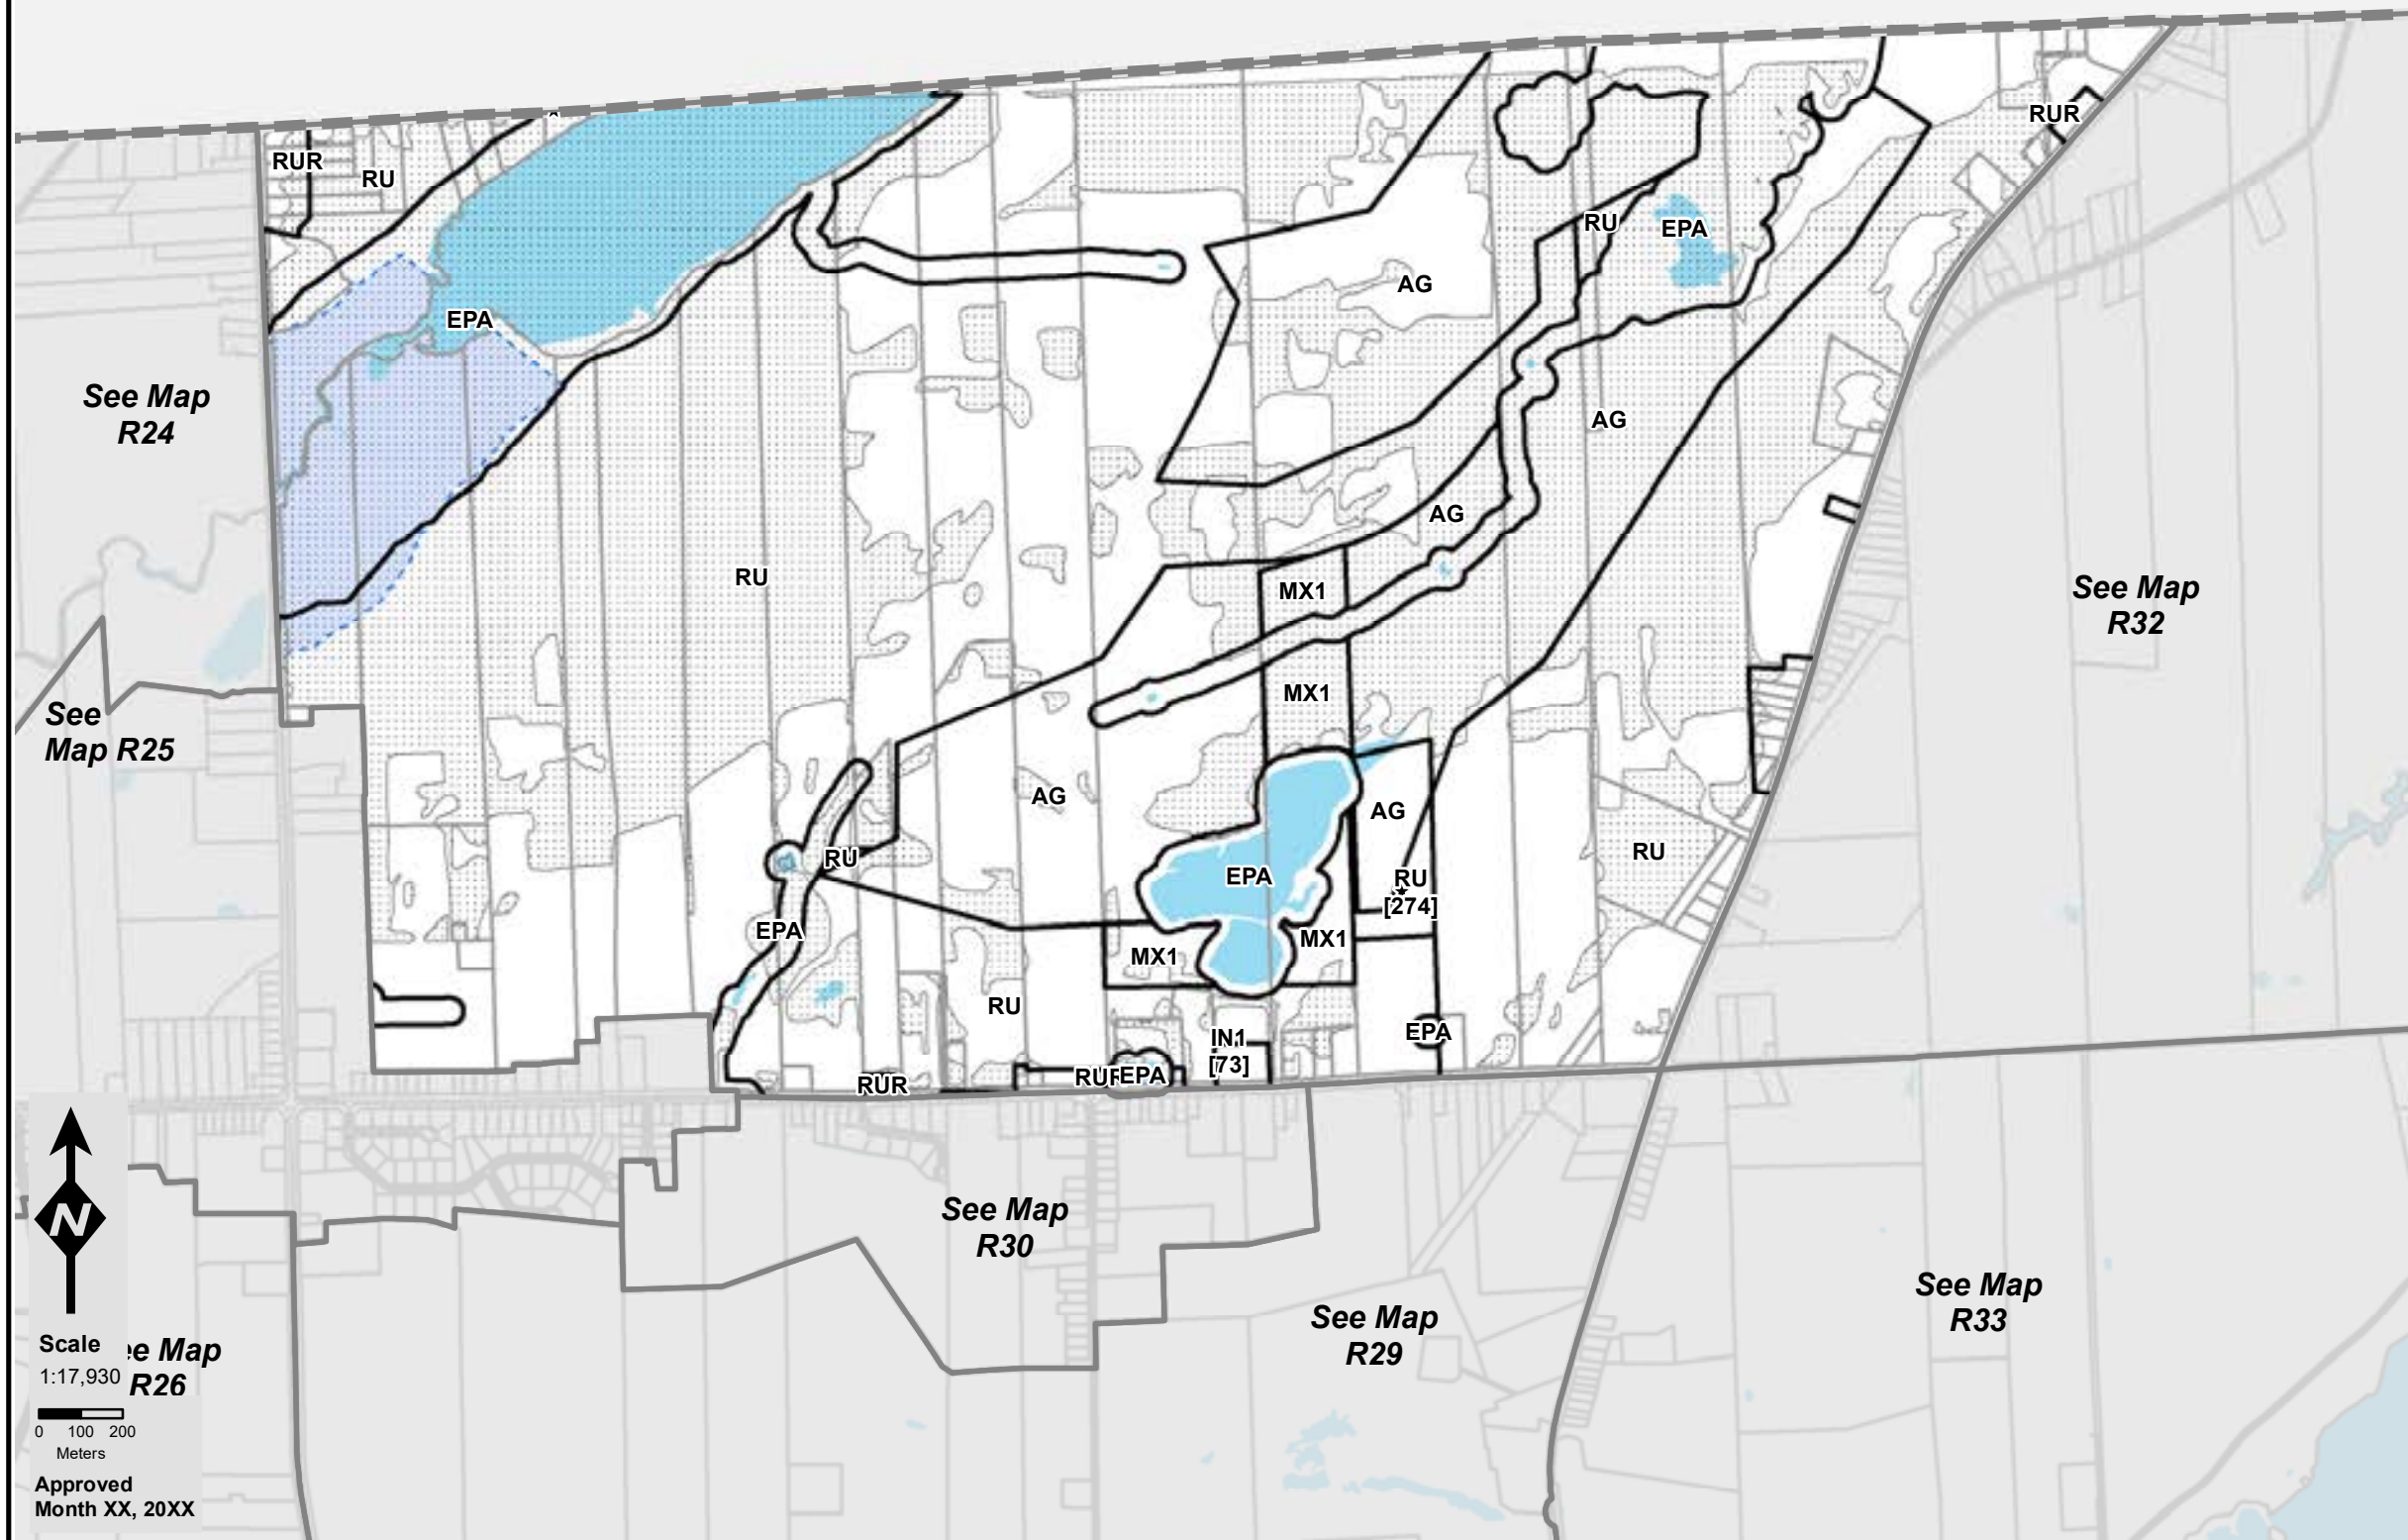 RUR
RUR
RU
RU
EPA
AG
EPA
See Map
R24
AG
AG
RU
MX1
See Map
R32
MX1
See
Map R25
AG
AG
RU
RU
EPA
RU
[274]
EPA
MX1
MX1
RU
EPA
IN1
[73]
RUR
RUR
EPA
N
See Map
R30
See Map
R33
See Map
R29
Scale
1:17,930
ee Map
R26
0 100 200
Meters
Approved
Month XX, 20XX